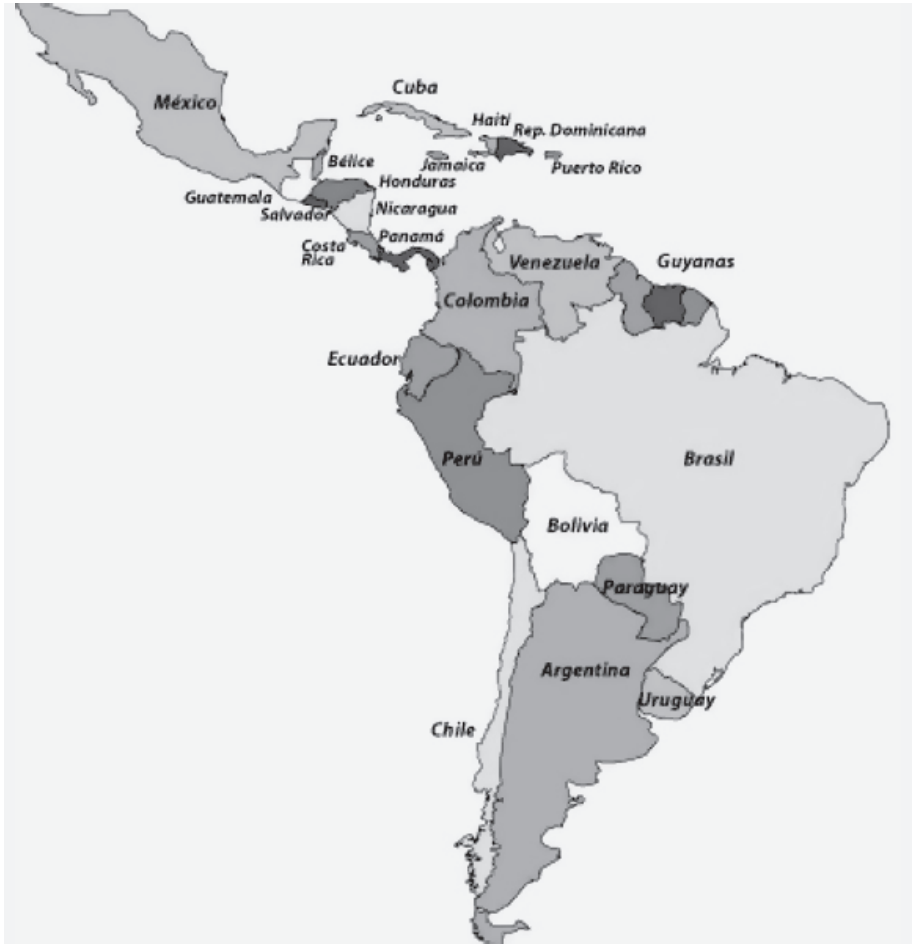 México
Cuba
Haiti
Rep. Dominicana
Jamaica
Puerto Rico
Bélice
Guatemala
Honduras
Salvador
Nicaragua
Costa
Rica
Panamá
Venezuela
Guyanas
Colombia
Ecuador
Perú
Brasil
Bolivia
Paraguay
Argentina
Uruguay
Chile